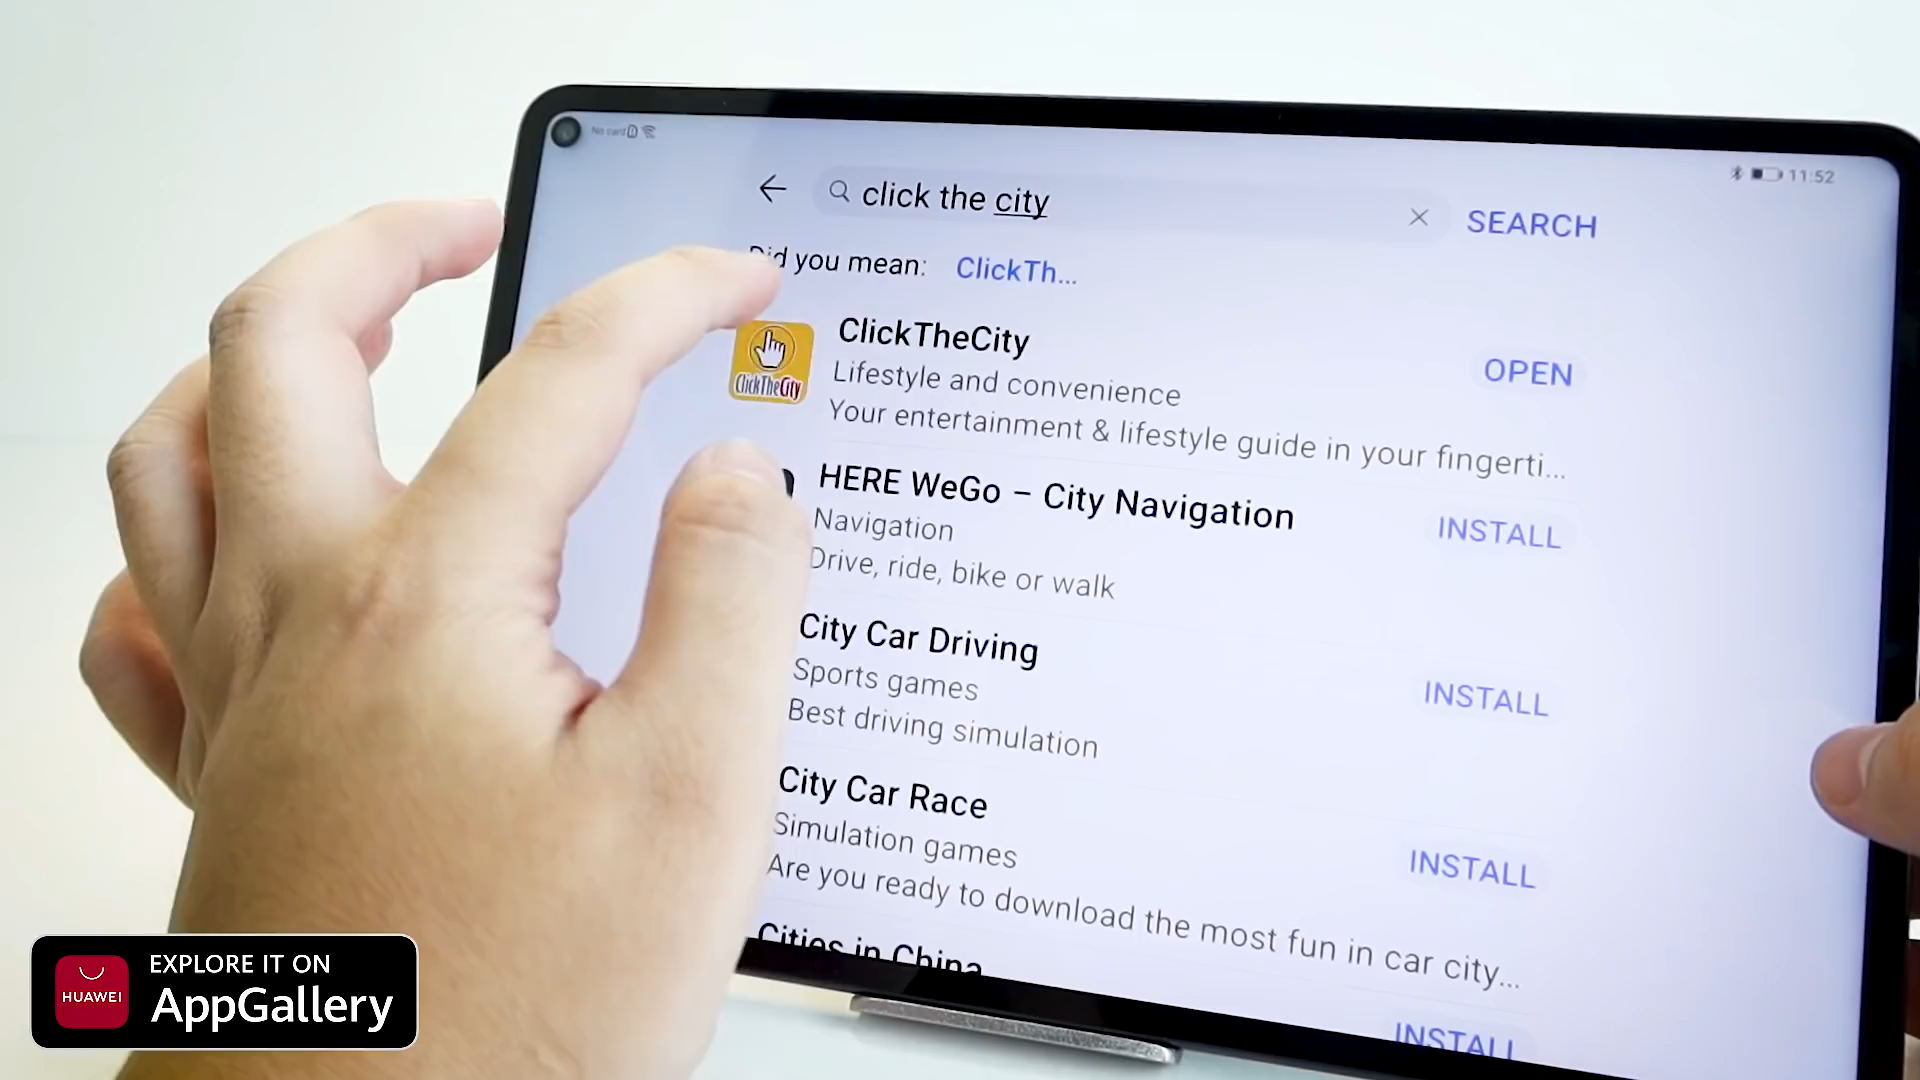 No card
11:52
click the city
SEARCH
Did you mean: ClickTh...
ClickTheCity
ClickTheCity
Lifestyle and convenience
OPEN
Your entertainment & lifestyle guide in your fingerti...
HERE WeGo – City Navigation
Navigation
INSTALL
Drive, ride, bike or walk
City Car Driving
Sports games
INSTALL
Best driving simulation
City Car Race
Simulation games
INSTALL
Are you ready to download the most fun in car city...
Cities in China
INSTALL
EXPLORE IT ON
HUAWEI
AppGallery